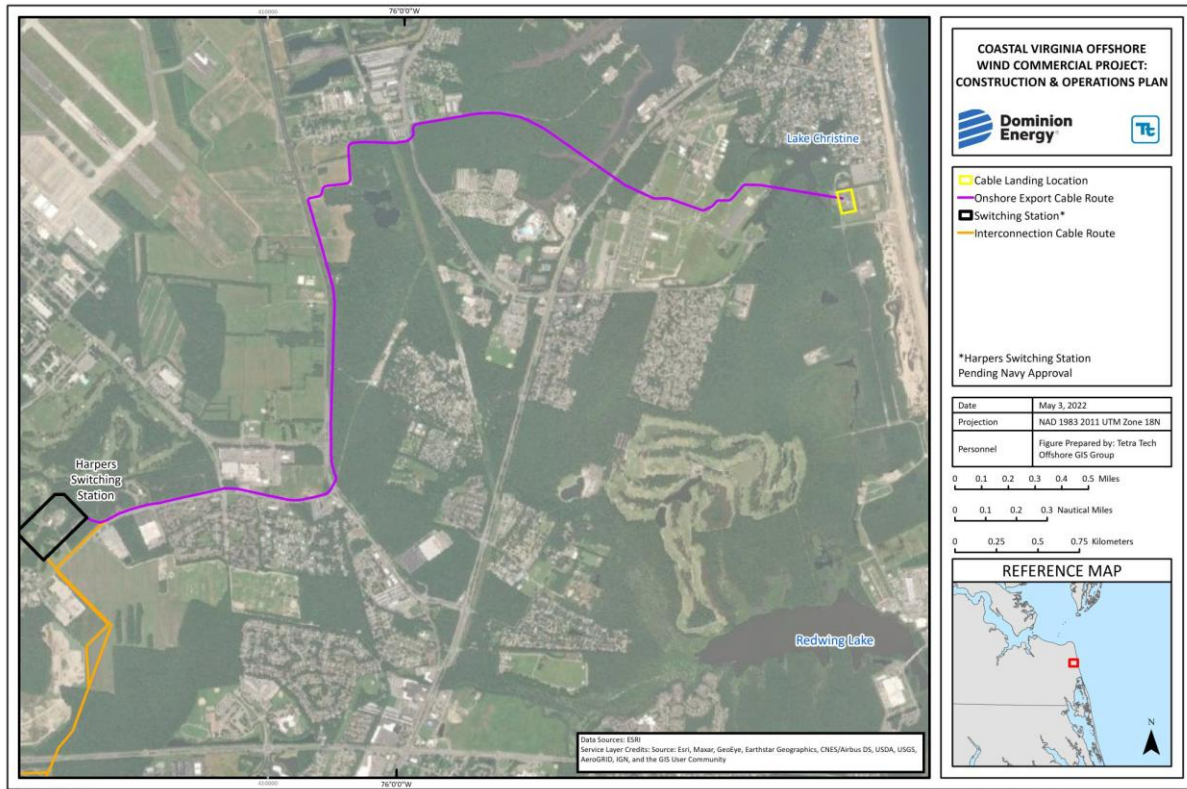 410000
76°0'0"W
Lake Christine
Harpers
Switching
Station
Redwing Lake
Data Sources: ESRI
Service Layer Credits: Source: Esri, Maxar, GeoEye, Earthstar Geographics, CNES/Airbus DS, USDA, USGS,
AeroGRID, IGN, and the GIS User Community
410000
76°0'0"W
COASTAL VIRGINIA OFFSHORE
WIND COMMERCIAL PROJECT:
CONSTRUCTION & OPERATIONS PLAN
Dominion
Energy®
Tt
Cable Landing Location
Onshore Export Cable Route
Switching Station*
Interconnection Cable Route
*Harpers Switching Station
Pending Navy Approval
Date May 3, 2022
Projection NAD 1983 2011 UTM Zone 18N
Personnel Figure Prepared by: Tetra Tech
Offshore GIS Group
0 0.1 0.2 0.3 0.4 0.5 Miles
0 0.1 0.2 0.3 Nautical Miles
0 0.25 0.5 0.75 Kilometers
REFERENCE MAP
N